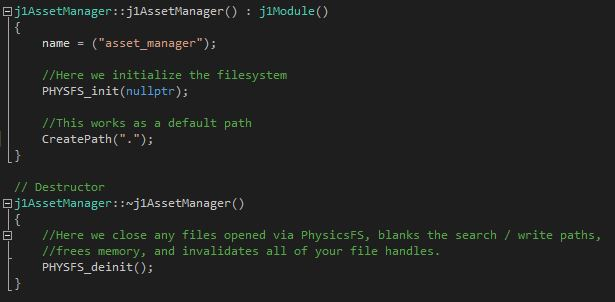 j1AssetManager::j1AssetManager() : j1Module()
{
name = ("asset_manager");
//Here we initialize the filesystem
PHYSFS_init(nullptr);
//This works as a default path
CreatePath(".");
}
// Destructor
j1AssetManager::~j1AssetManager()
{
//Here we close any files opened via PhysicsFS, blanks the search / write paths,
//frees memory, and invalidates all of your file handles.
PHYSFS_deinit();
}